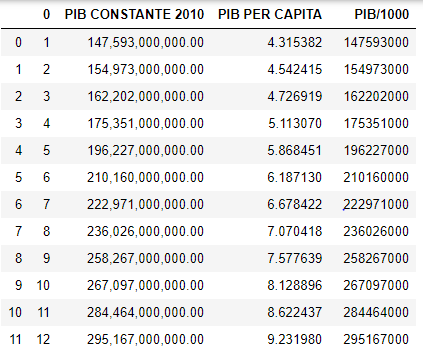 0 PIB CONSTANTE 2010 PIB PER CAPITA PIB/1000
0 1 147,593,000,000.00 4.315382 147593000
1 2 154,973,000,000.00 4.542415 154973000
2 3 162,202,000,000.00 4.726919 162202000
3 4 175,351,000,000.00 5.113070 175351000
4 5 196,227,000,000.00 5.868451 196227000
5 6 210,160,000,000.00 6.187130 210160000
6 7 222,971,000,000.00 6.678422 222971000
7 8 236,026,000,000.00 7.070418 236026000
8 9 258,267,000,000.00 7.577639 258267000
9 10 267,097,000,000.00 8.128896 267097000
10 11 284,464,000,000.00 8.622437 284464000
11 12 295,167,000,000.00 9.231980 295167000